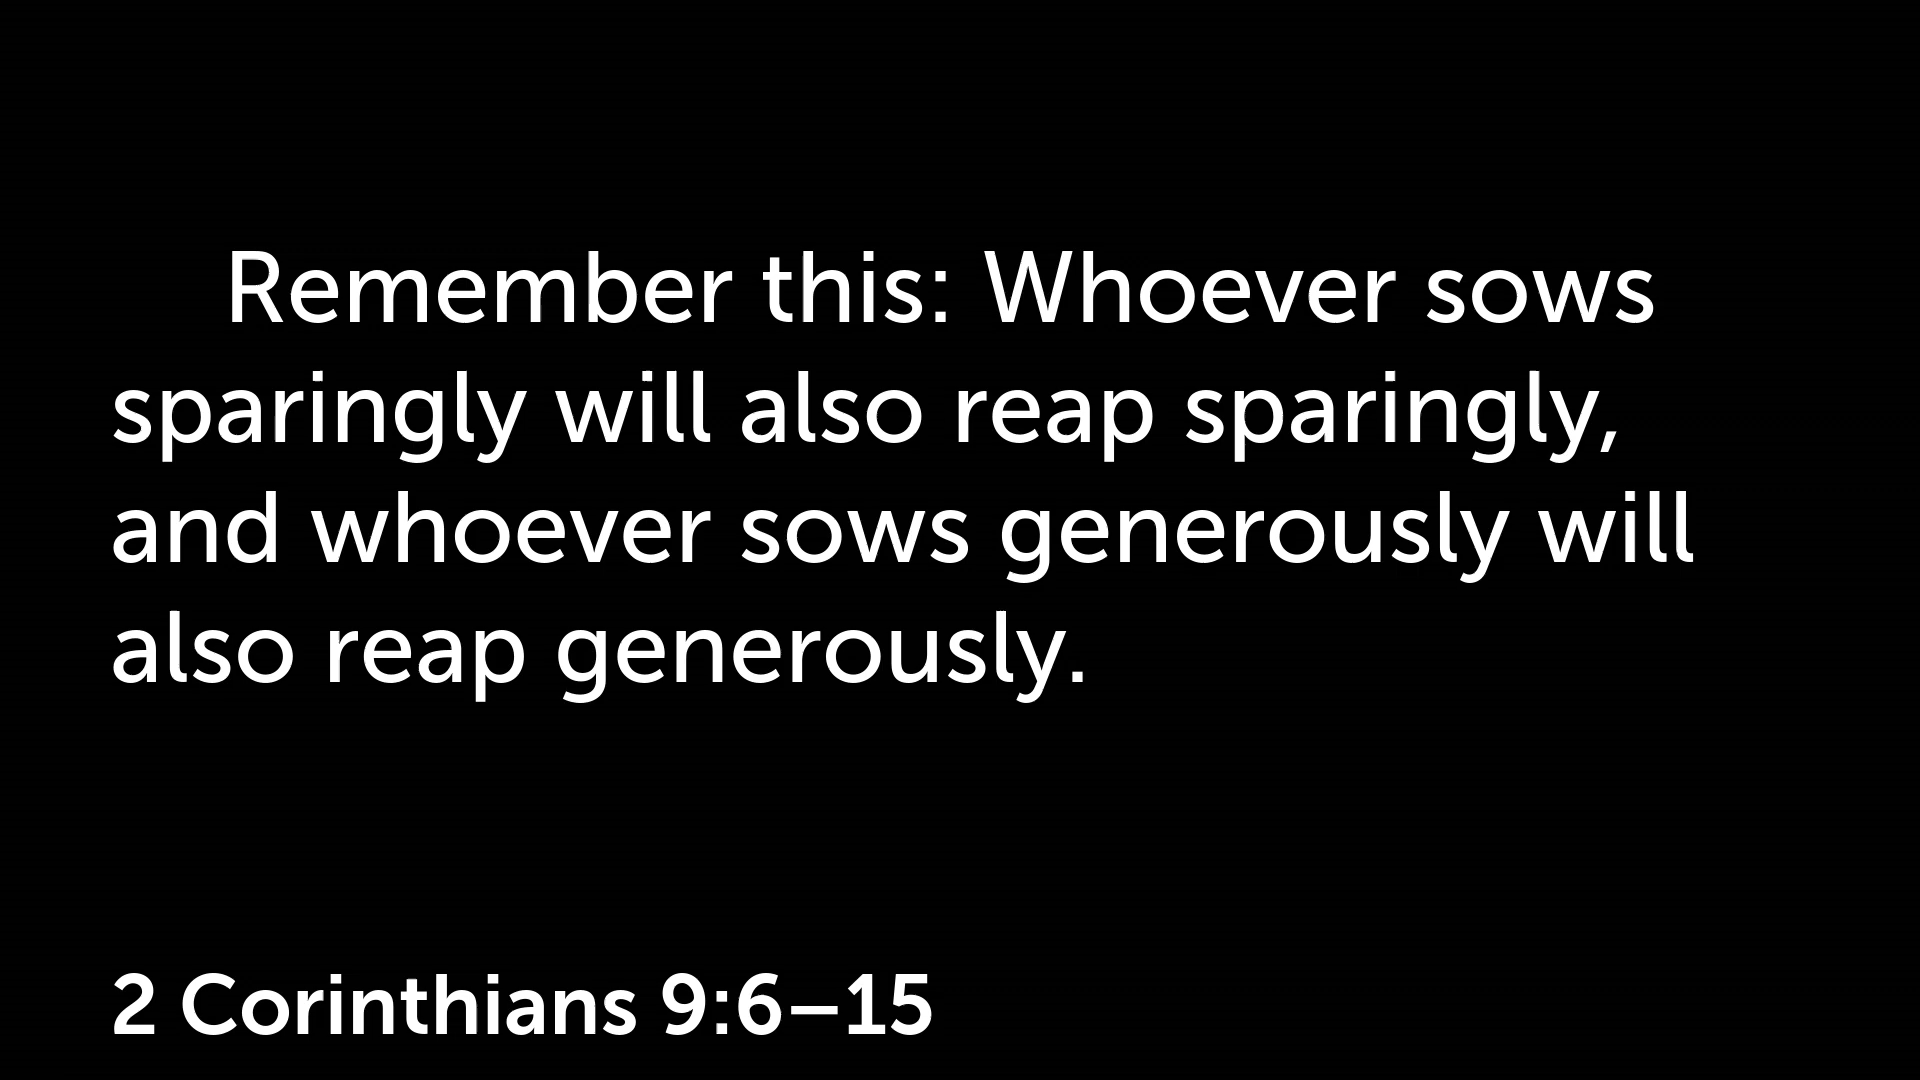 Remember this: Whoever sows
sparingly will also reap sparingly,
and whoever sows generously will
also reap generously.
2 Corinthians 9:6–15